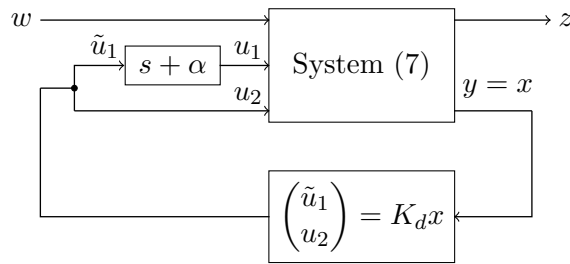 w
z
ũ₁
s + α
u₁
System (7)
u₂
y = x
(ũ₁
u₂) = K_d x